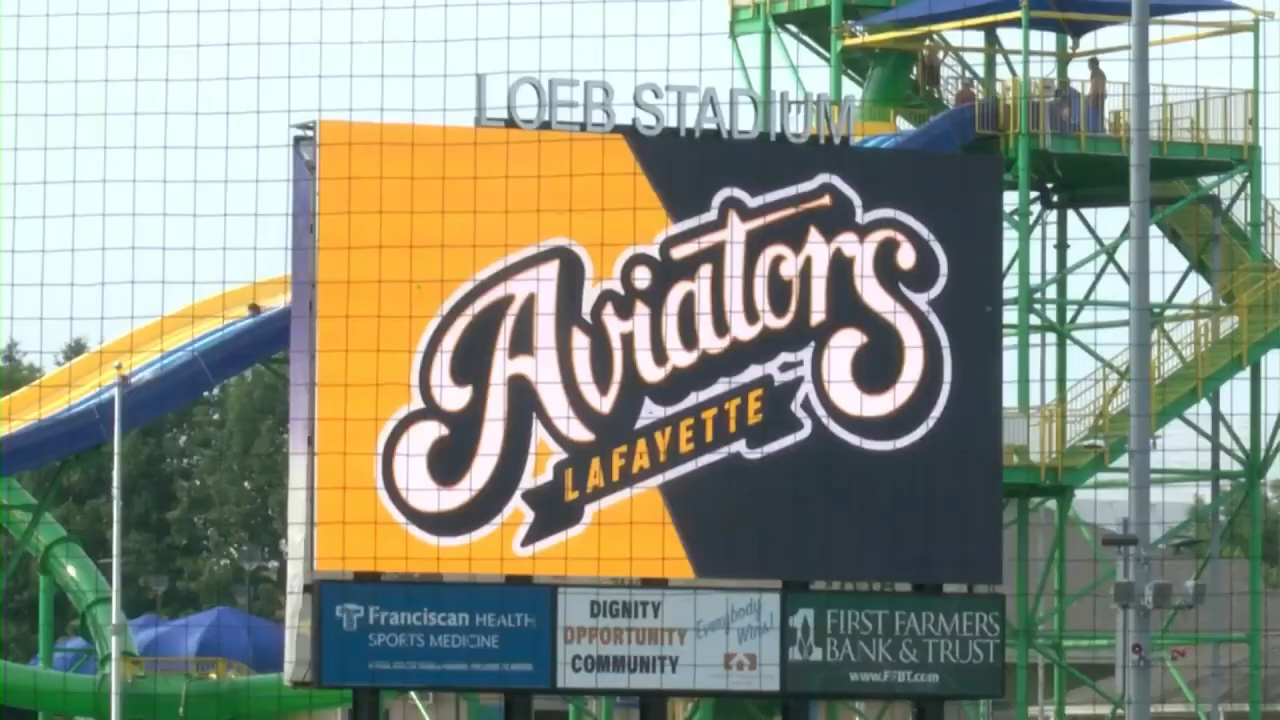 LOEB STADIUM
Aviators
LAFAYETTE
Franciscan HEALTH
SPORTS MEDICINE
DIGNITY
OPPORTUNITY
COMMUNITY
Everybody
Wins!
1 FIRST FARMERS
BANK & TRUST
www.FFBT.com